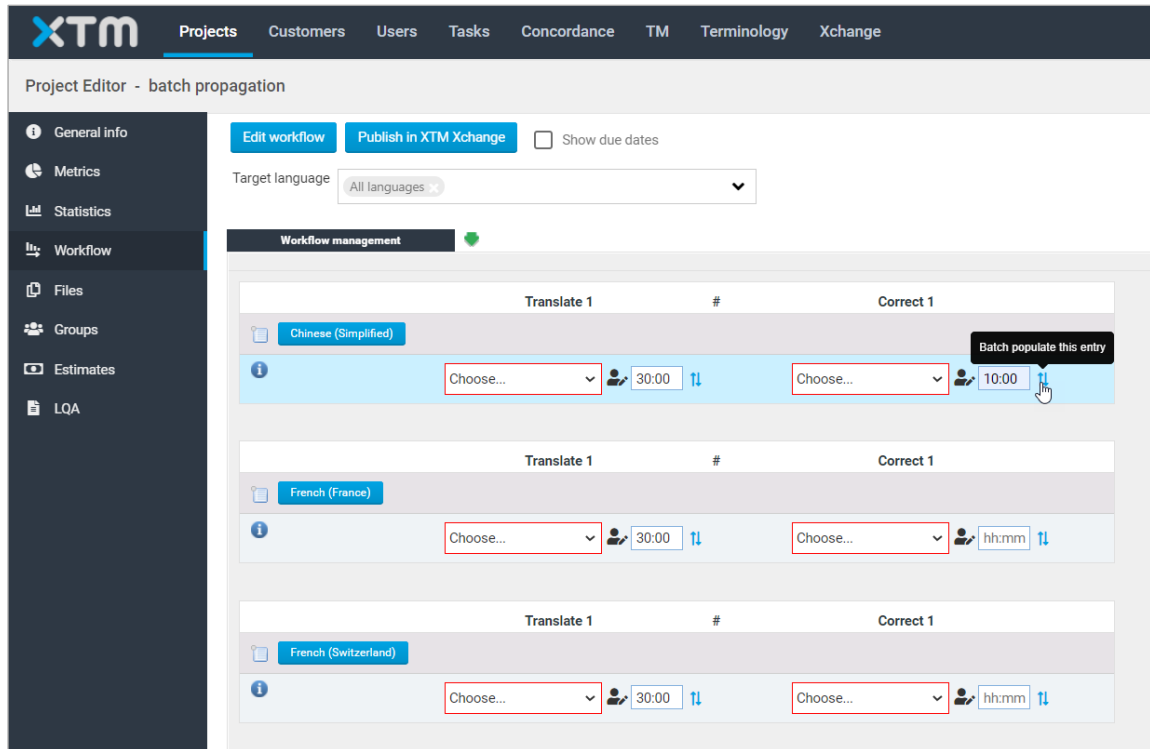 XTM Projects Customers Users Tasks Concordance TM Terminology Xchange
Project Editor - batch propagation
General info
Metrics
Statistics
Workflow
Files
Groups
Estimates
LQA
Edit workflow Publish in XTM Xchange Show due dates
Target language All languages
Workflow management
Translate 1 # Correct 1
Chinese (Simplified)
Batch populate this entry
Choose... 30:00 Choose... 10:00
Translate 1 # Correct 1
French (France)
Choose... 30:00 Choose... hh:mm
Translate 1 # Correct 1
French (Switzerland)
Choose... 30:00 Choose... hh:mm